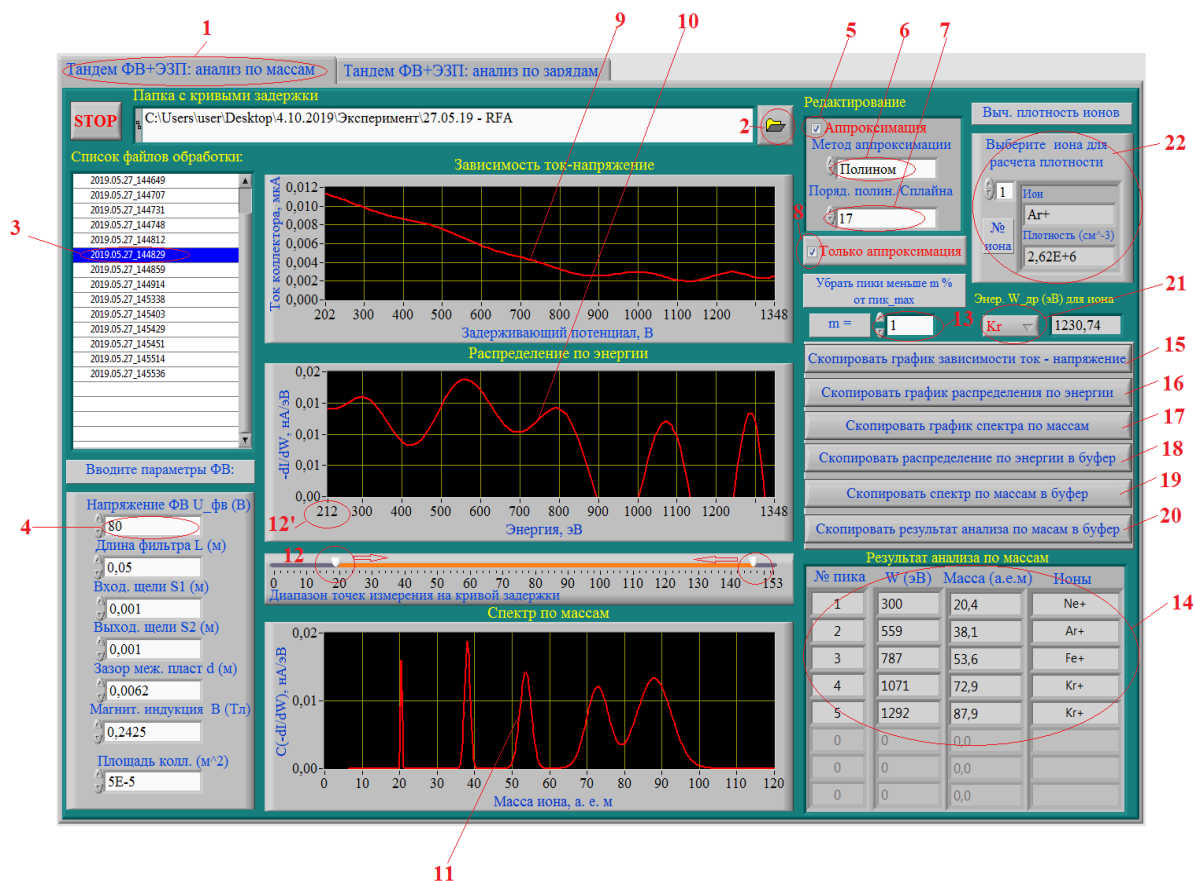 1
9
10
5
6
7
Тандем ФВ+ЭЗП: анализ по массам
Тандем ФВ+ЭЗП: анализ по зарядам
STOP
Папка с кривыми задержки
C:\Users\user\Desktop\4.10.2019\Эксперимент\27.05.19 - RFA
2
Список файлов обработки:
2019.05.27_144649
2019.05.27_144707
2019.05.27_144731
2019.05.27_144748
2019.05.27_144812
2019.05.27_144829
2019.05.27_144859
2019.05.27_144914
2019.05.27_145338
2019.05.27_145403
2019.05.27_145429
2019.05.27_145451
2019.05.27_145514
2019.05.27_145536
3
Вводите параметры ФВ:
Напряжение ФВ U_фв (В)
80
4
Длина фильтра L (м)
0,05
Вход. щели S1 (м)
0,001
Выход. щели S2 (м)
0,001
Зазор меж. пласт d (м)
0,0062
Магнит. индукция B (Тл)
0,2425
Площадь колл. (м^2)
5E-5
Зависимость ток-напряжение
Ток коллектора, мкА
0,012
0,010
0,008
0,006
0,004
0,002
0,000
202 300 400 500 600 700 800 900 1000 1100 1200 1348
Задерживающий потенциал, В
Распределение по энергии
-dI/dW, нА/эВ
0,02
0,01
0,01
0,01
0,00
212 300 400 500 600 700 800 900 1000 1100 1200 1348
12'
Энергия, эВ
12
0 10 20 30 40 50 60 70 80 90 100 110 120 130 140 153
Диапазон точек измерения на кривой задержки
Спектр по массам
C(-dI/dW), нА/эВ
0,02
0,01
0,00
0 10 20 30 40 50 60 70 80 90 100 110 120
Масса иона, а. е. м
11
Редактирование
Аппроксимация
Метод аппроксимации
Полином
Поряд. полин./Сплайна
17
8
Только аппроксимация
Убрать пики меньше m %
от пик_max
m =
1
13
Выч. плотность ионов
Выберите иона для
расчета плотности
22
1
№
иона
Ион
Ar+
Плотность (см^-3)
2,62E+6
21
Энер. W_др (эВ) для иона
Kr
1230,74
Скопировать график зависимости ток - напряжение
15
Скопировать график распределения по энергии
16
Скопировать график спектра по массам
17
Скопировать распределение по энергии в буфер
18
Скопировать спектр по массам в буфер
19
Скопировать результат анализа по масам в буфер
20
Результат анализа по массам
№ пика W (эВ) Масса (а.е.м) Ионы
1 300 20,4 Ne+
2 559 38,1 Ar+
3 787 53,6 Fe+
4 1071 72,9 Kr+
5 1292 87,9 Kr+
0 0 0,0
0 0 0,0
0 0 0,0
14